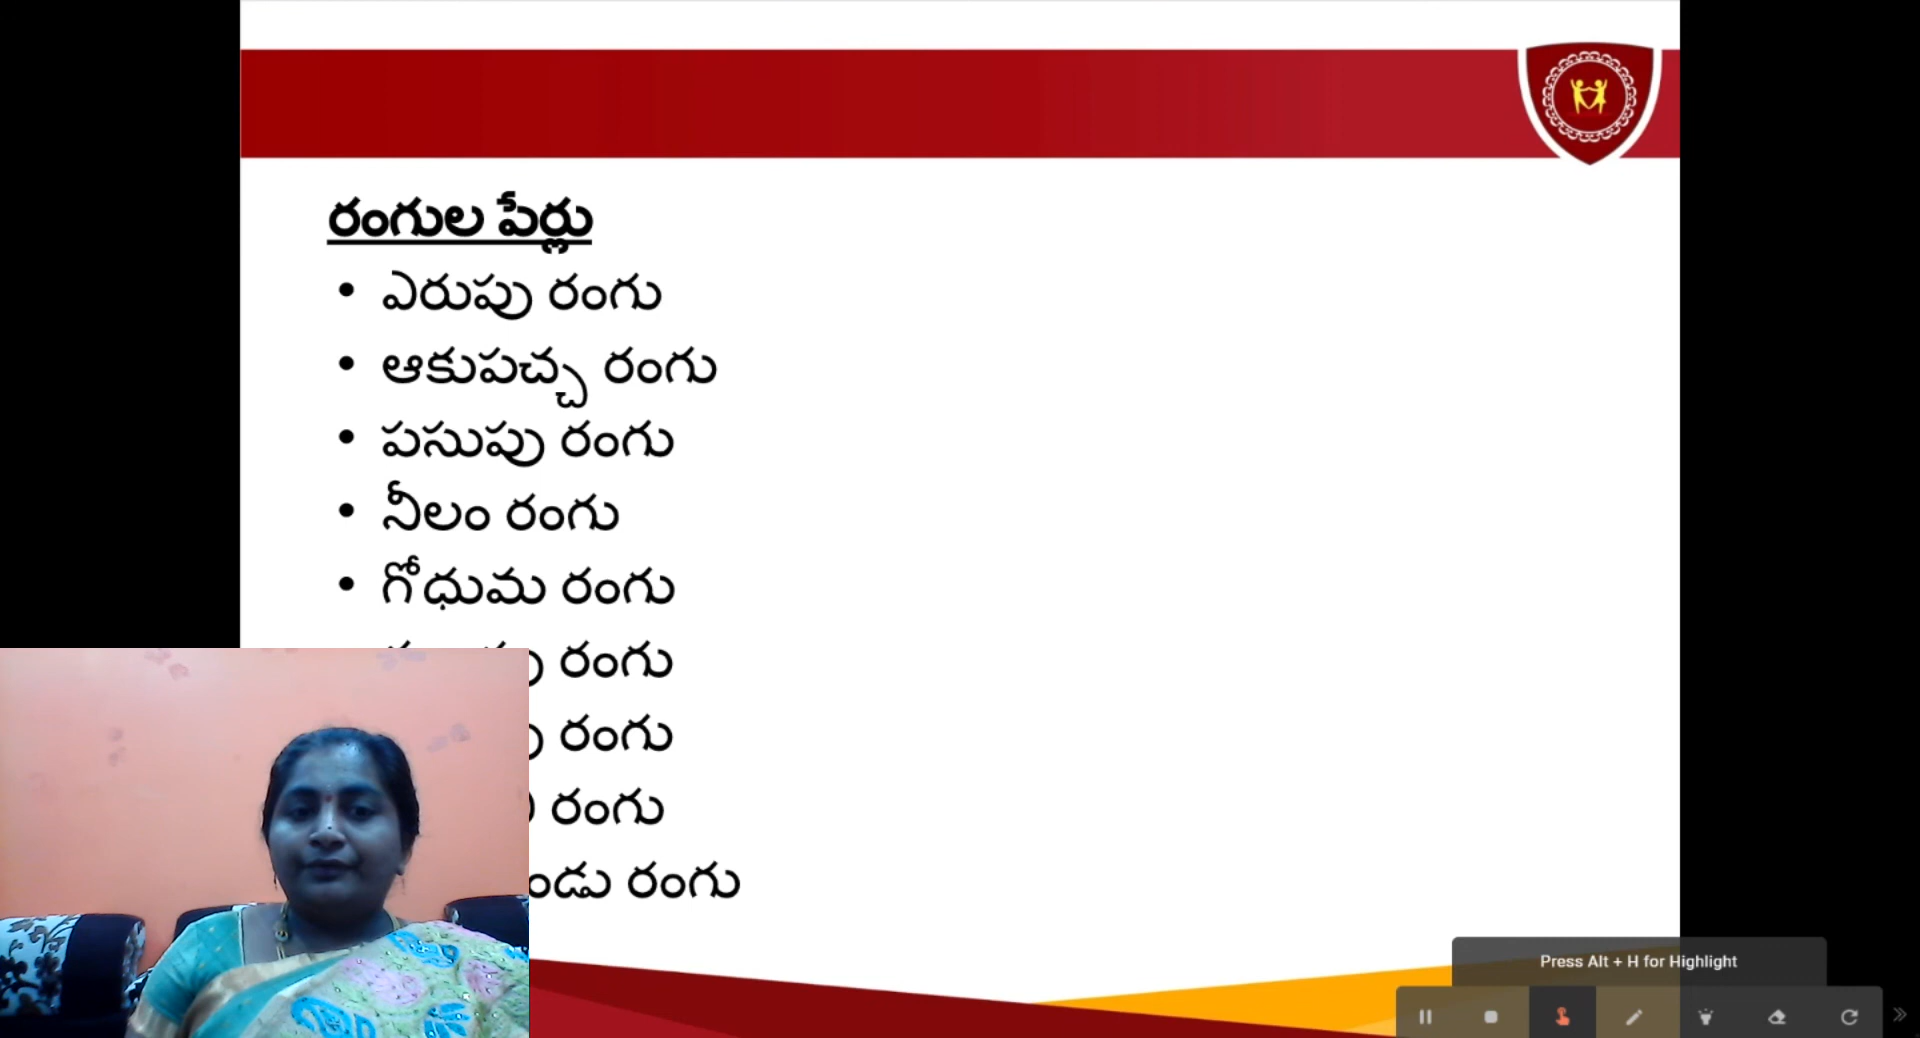 రంగుల పేర్లు
• ఎరుపు రంగు
• ఆకుపచ్చ రంగు
• పసుపు రంగు
• నీలం రంగు
• గోధుమ రంగు
రంగు
రంగు
రంగు
రంగు
Press Alt + H for Highlight